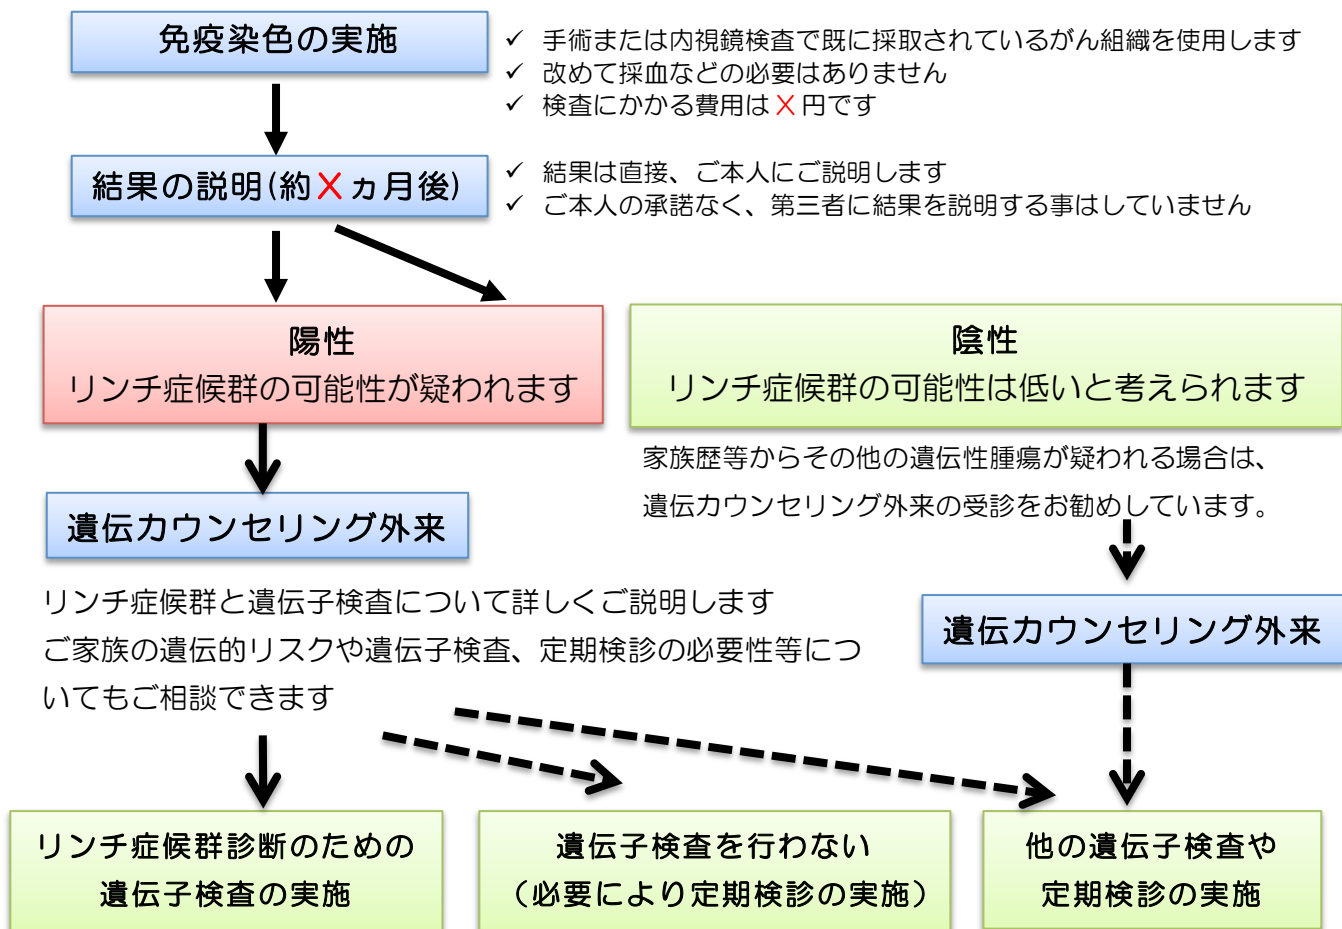 免疫染色の実施
✓ 手術または内視鏡検査で既に採取されているがん組織を使用します
✓ 改めて採血などの必要はありません
✓ 検査にかかる費用はX円です
結果の説明(約Xヵ月後)
✓ 結果は直接、ご本人にご説明します
✓ ご本人の承諾なく、第三者に結果を説明する事はしていません
陽性
リンチ症候群の可能性が疑われます
陰性
リンチ症候群の可能性は低いと考えられます
家族歴等からその他の遺伝性腫瘍が疑われる場合は、
遺伝カウンセリング外来の受診をお勧めしています。
遺伝カウンセリング外来
リンチ症候群と遺伝子検査について詳しくご説明します
ご家族の遺伝的リスクや遺伝子検査、定期検診の必要性等につ
いてもご相談できます
遺伝カウンセリング外来
リンチ症候群診断のための
遺伝子検査の実施
遺伝子検査を行わない
（必要により定期検診の実施）
他の遺伝子検査や
定期検診の実施